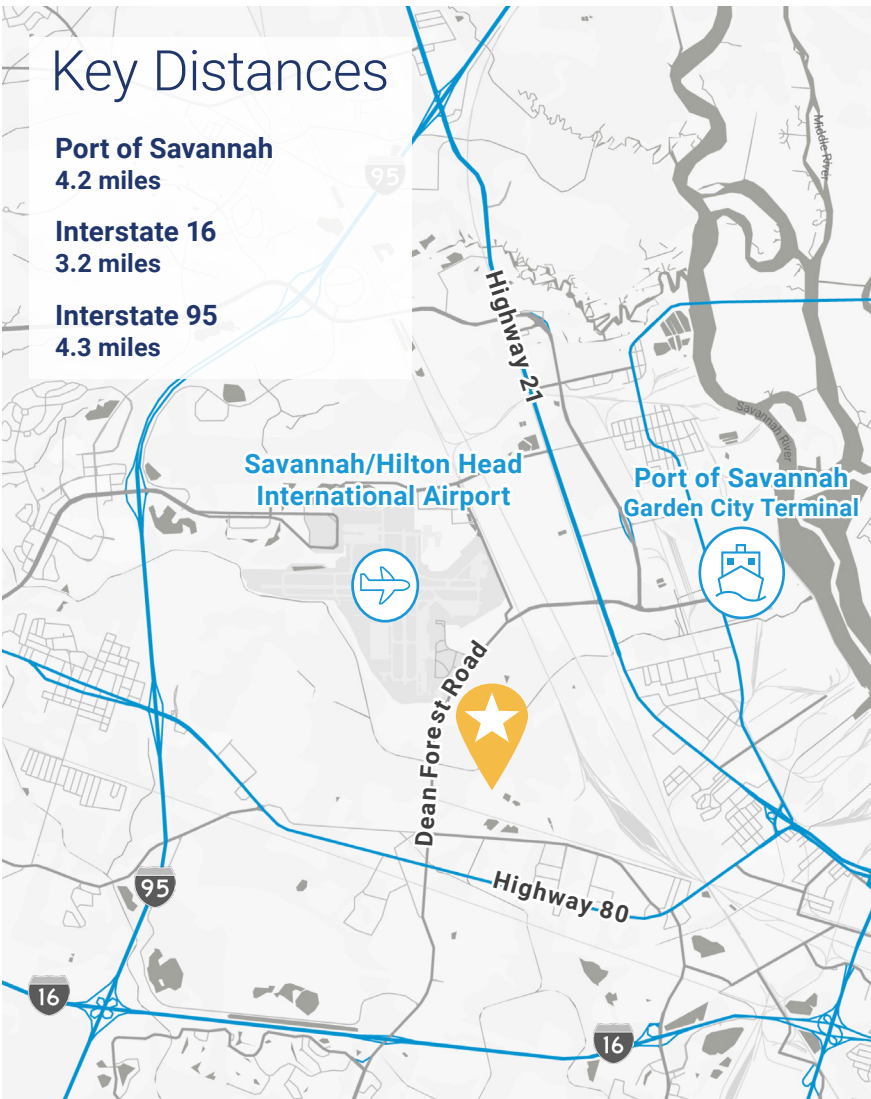 Key Distances
Port of Savannah
4.2 miles
Interstate 16
3.2 miles
Interstate 95
4.3 miles
95
Middle River
Highway 21
Savannah River
Savannah/Hilton Head
International Airport
Port of Savannah
Garden City Terminal
Dean Forest Road
Highway 80
95
16
16